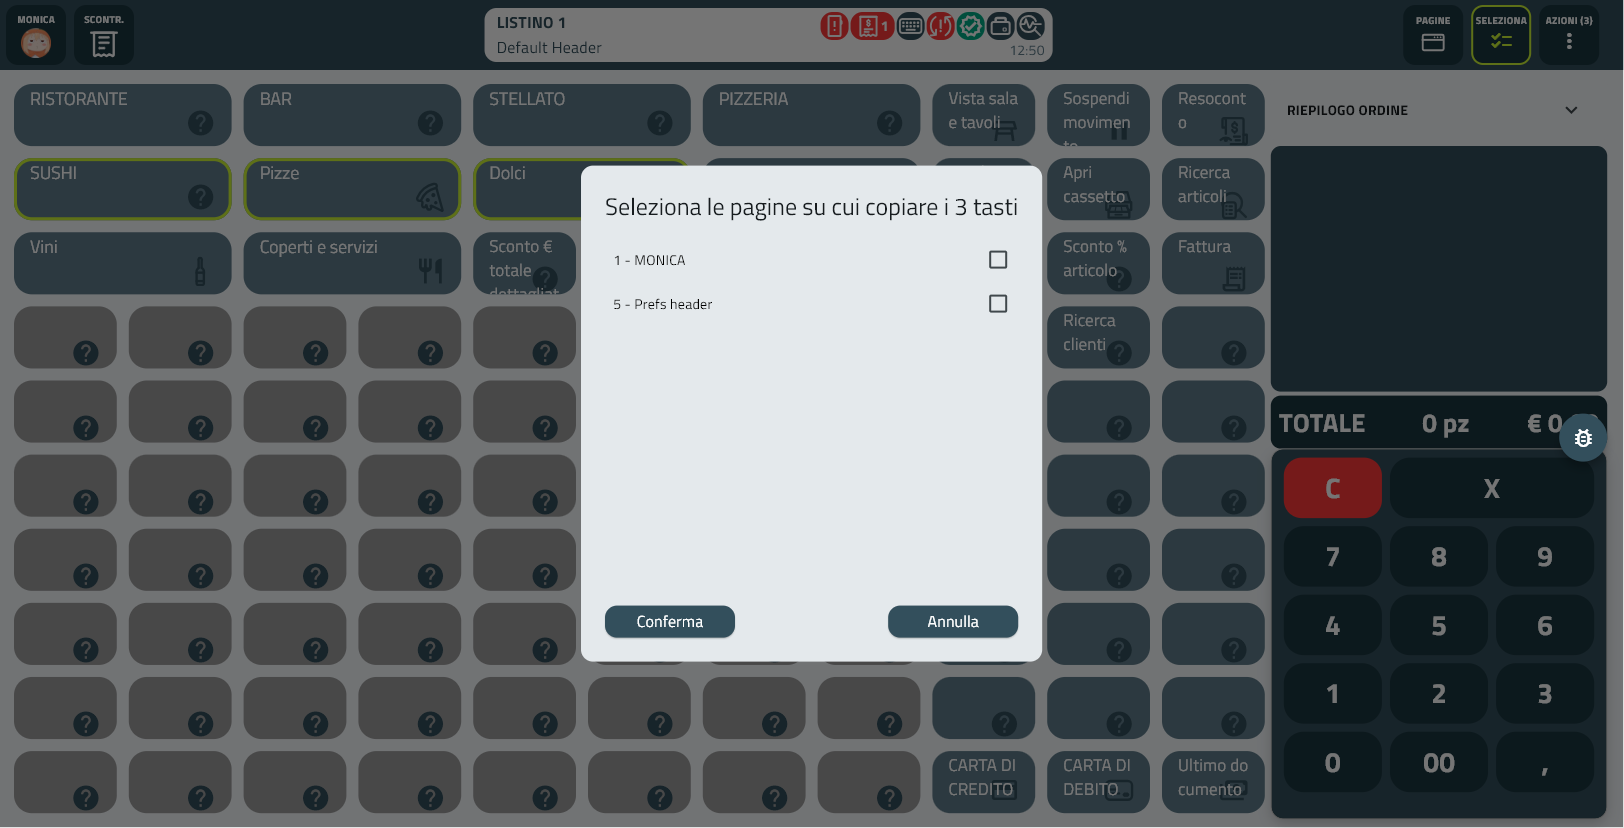 MONICA
SCONTR.
LISTINO 1
Default Header
1
12:50
PAGINE
SELEZIONA
AZIONI (3)
RISTORANTE
BAR
STELLATO
PIZZERIA
Vista sala
e tavoli
Sospendi
movimen
Resocont
o
RIEPILOGO ORDINE
SUSHI
Pizze
Dolci
Apri
cassetto
Ricerca
articoli
Vini
Coperti e servizi
Sconto €
totale
dettagliat
Sconto %
articolo
Fattura
Ricerca
clienti
Seleziona le pagine su cui copiare i 3 tasti
1 - MONICA
5 - Prefs header
Conferma
Annulla
TOTALE
0 pz
€ 0
C
X
7
8
9
4
5
6
1
2
3
0
00
,
CARTA DI
CREDITO
CARTA DI
DEBITO
Ultimo do
cumento